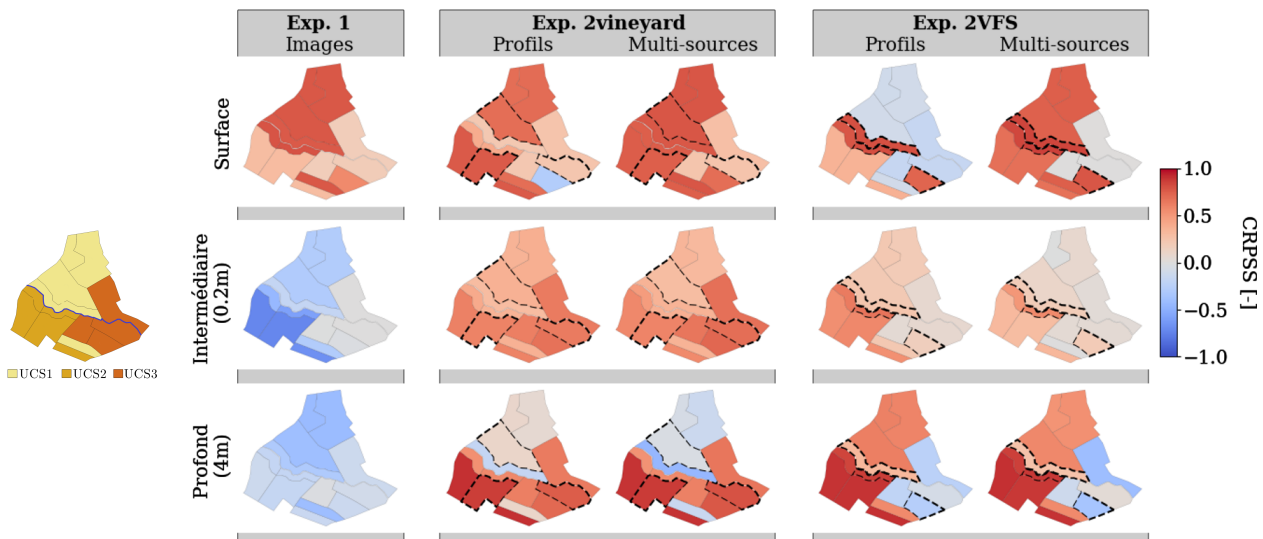 Exp. 1
Images
Exp. 2vineyard
Profils Multi-sources
Exp. 2VFS
Profils Multi-sources
Surface
Intermédiaire
(0.2m)
Profond
(4m)
UCS1 UCS2 UCS3
1.0
0.5
0.0
−0.5
−1.0
CRPSS [-]